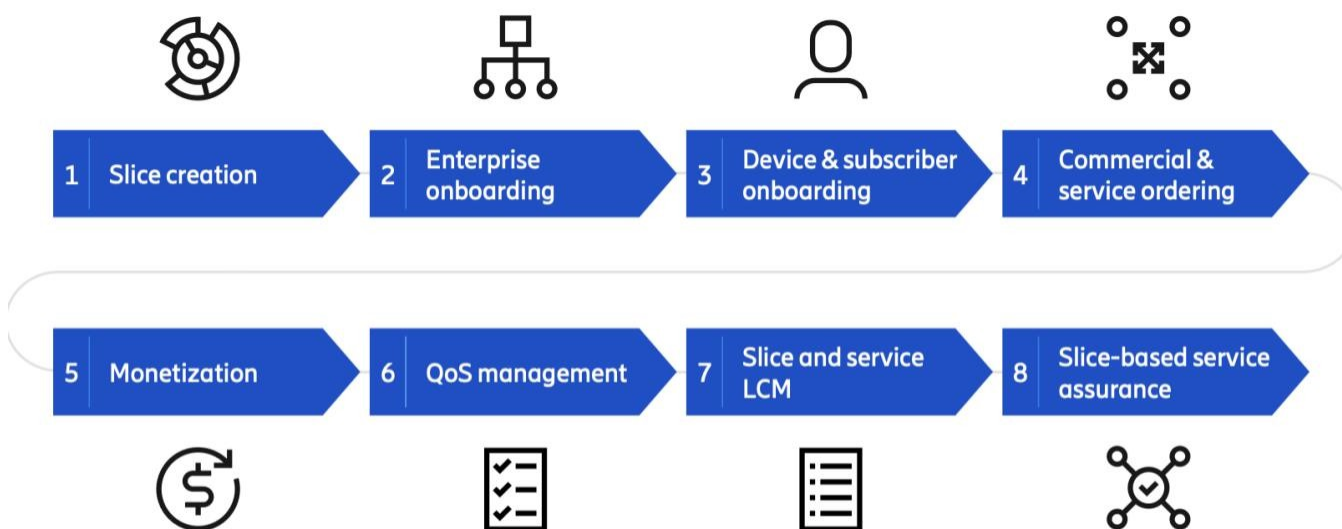 1 Slice creation
2 Enterprise
onboarding
3 Device & subscriber
onboarding
4 Commercial &
service ordering
5 Monetization
6 QoS management
7 Slice and service
LCM
8 Slice-based service
assurance